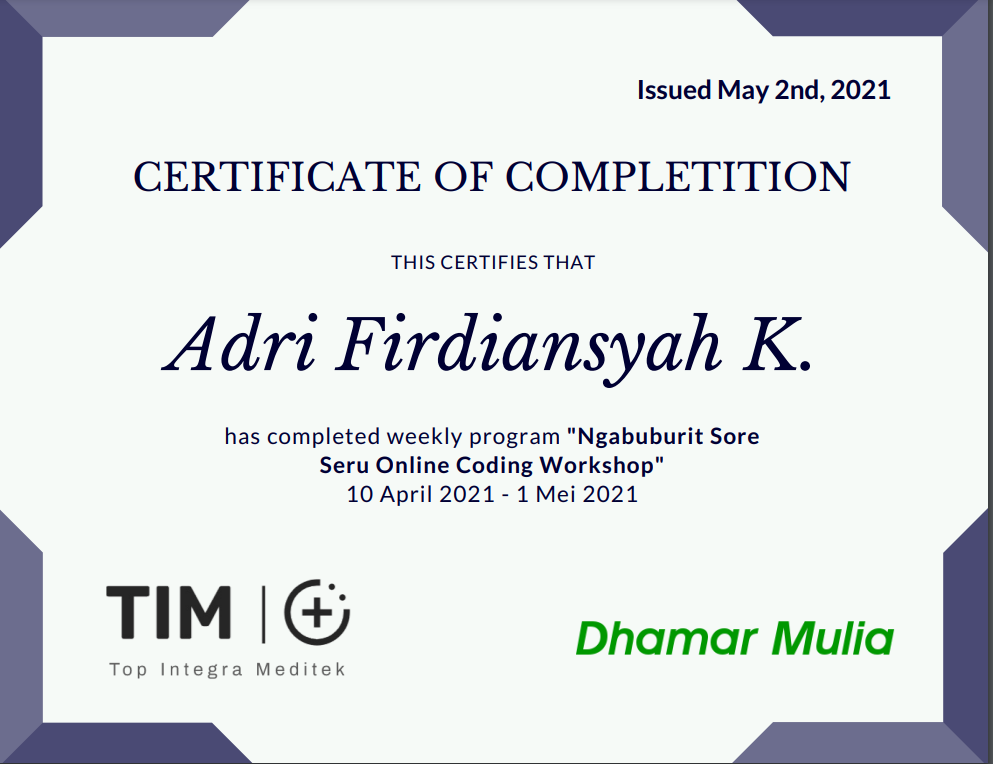 Issued May 2nd, 2021
CERTIFICATE OF COMPLETITION
THIS CERTIFIES THAT
Adri Firdiansyah K.
has completed weekly program "Ngabuburit Sore
Seru Online Coding Workshop"
10 April 2021 - 1 Mei 2021
TIM
Top Integra Meditek
Dhamar Mulia